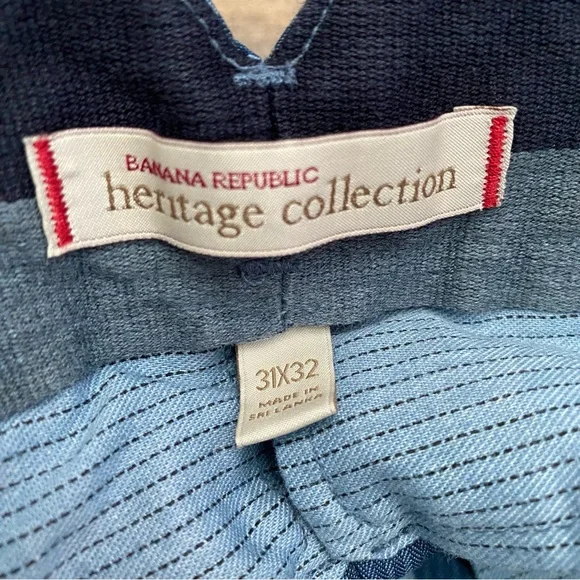 BANANA REPUBLIC
heritage collection
31X32
MADE IN
SRI LANKA